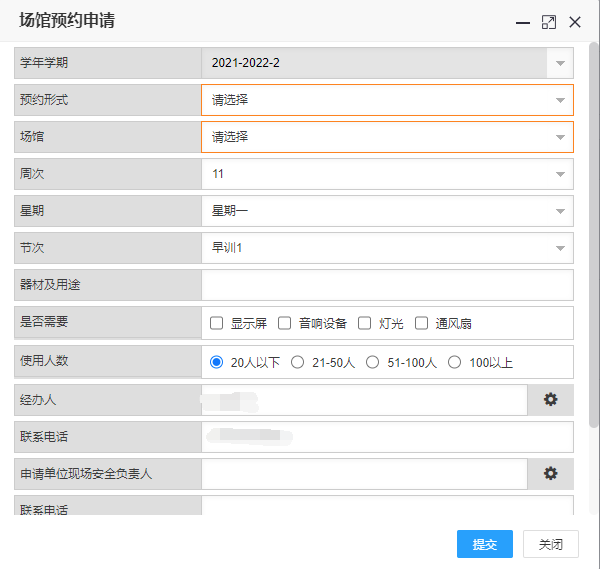 场馆预约申请
学年学期 2021-2022-2
预约形式 请选择
场馆 请选择
周次 11
星期 星期一
节次 早训1
器材及用途
是否需要 显示屏 音响设备 灯光 通风扇
使用人数 20人以下 21-50人 51-100人 100以上
经办人
联系电话
申请单位现场安全负责人
联系电话
提交 关闭